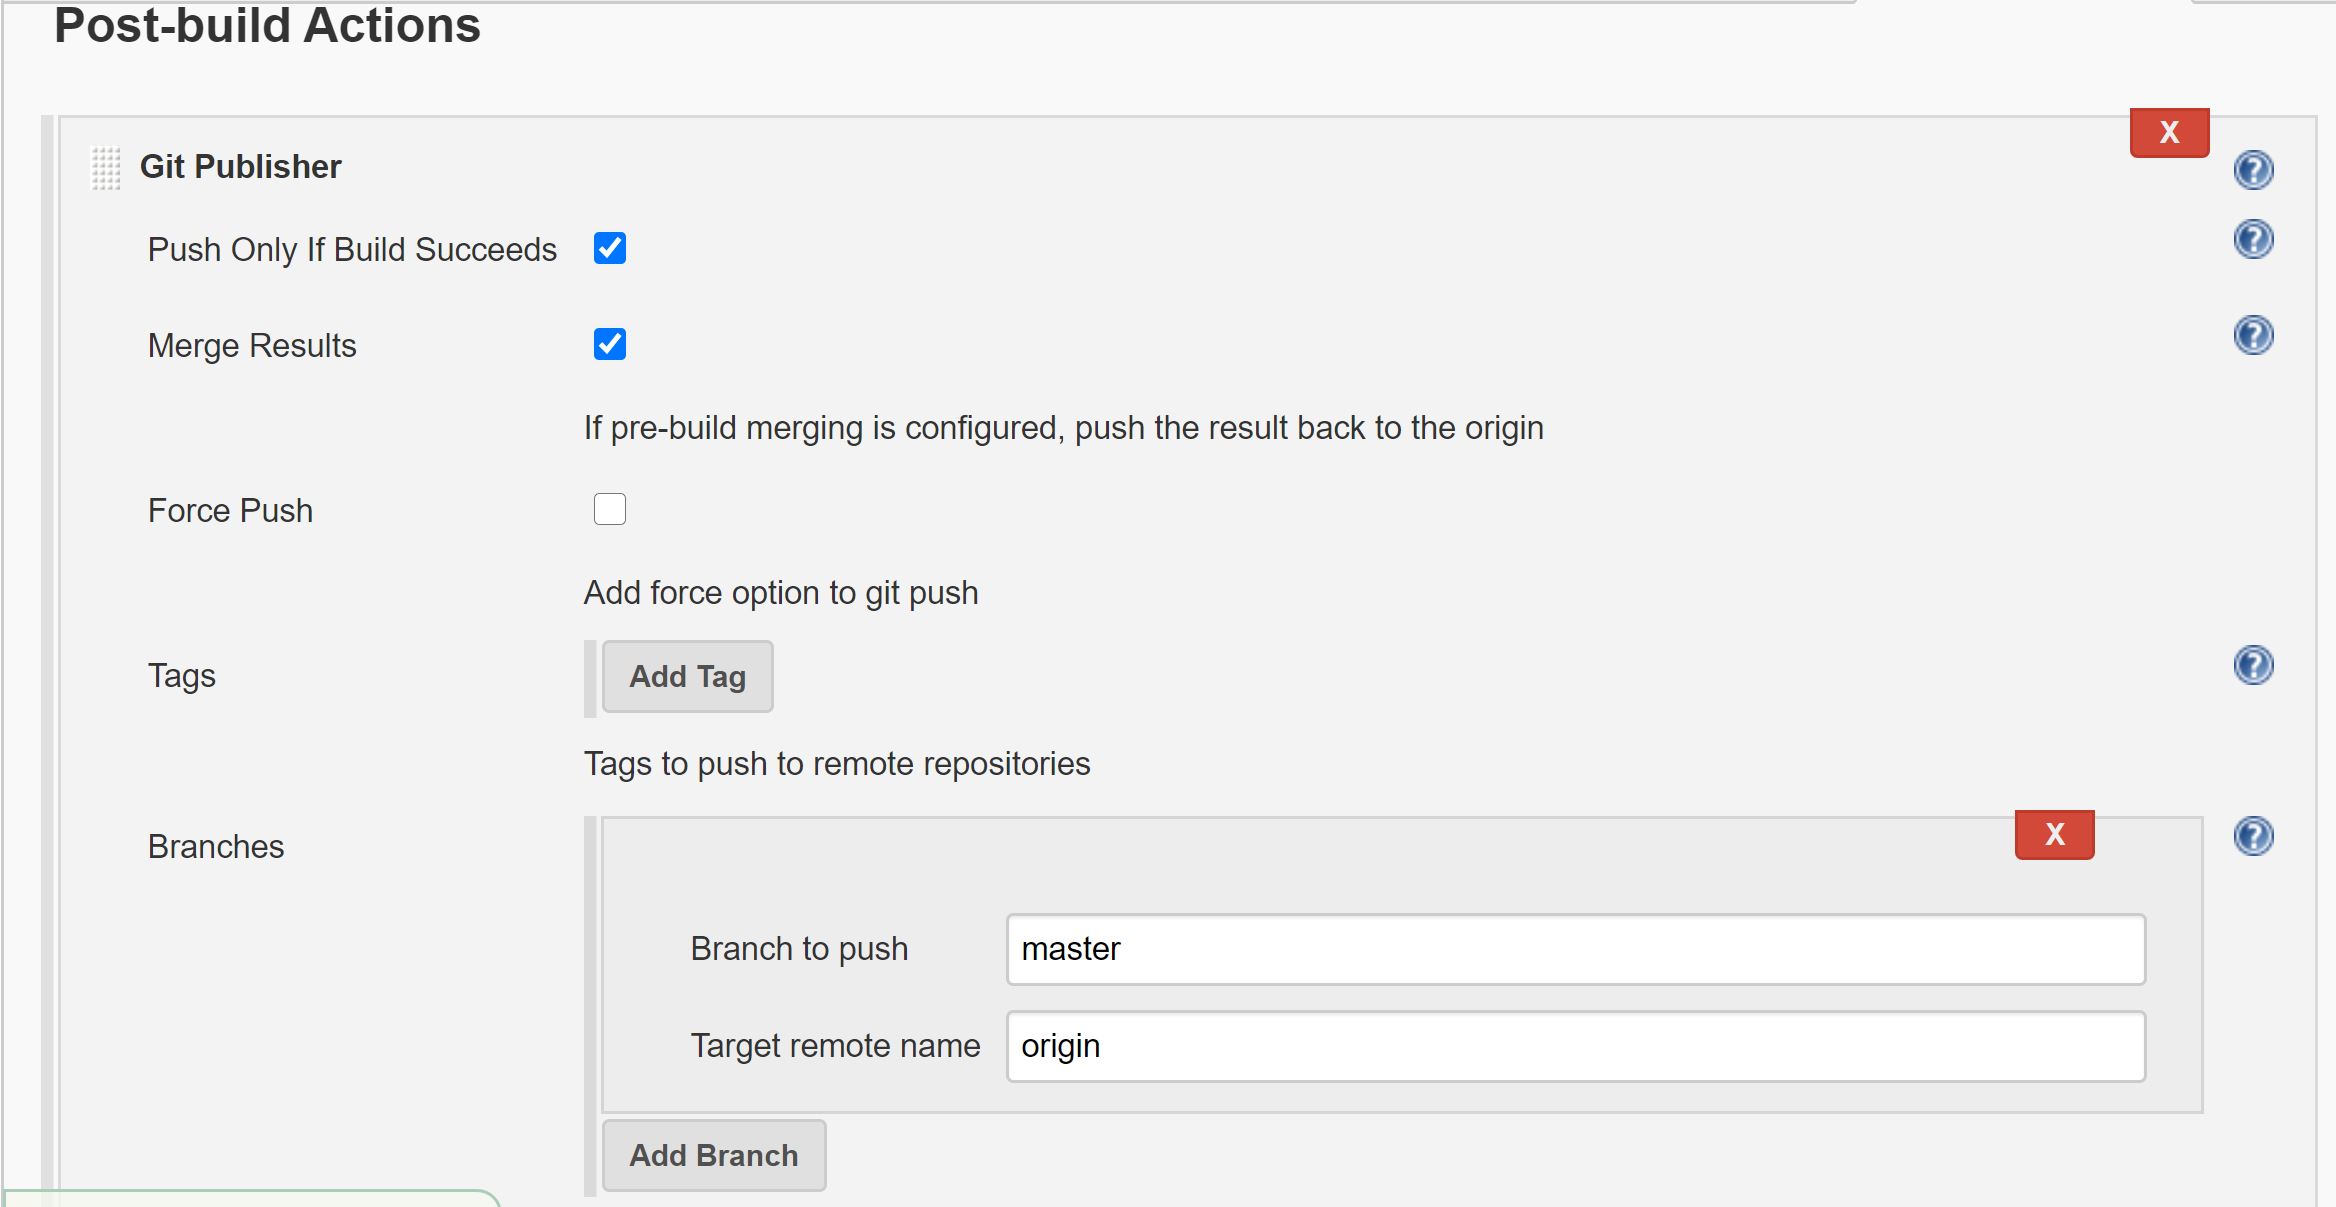 Post-build Actions
X
Git Publisher
Push Only If Build Succeeds
Merge Results
If pre-build merging is configured, push the result back to the origin
Force Push
Add force option to git push
Tags
Add Tag
Tags to push to remote repositories
Branches
X
Branch to push
master
Target remote name
origin
Add Branch